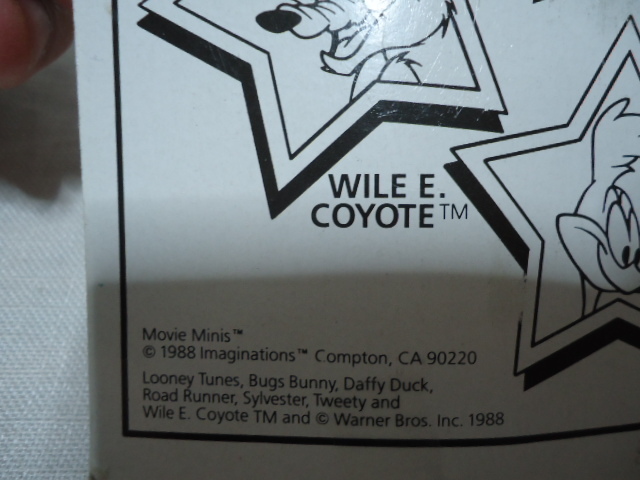 WILE E.
COYOTE™
Movie Minis™
© 1988 Imaginations™ Compton, CA 90220
Looney Tunes, Bugs Bunny, Daffy Duck,
Road Runner, Sylvester, Tweety and
Wile E. Coyote TM and © Warner Bros. Inc. 1988